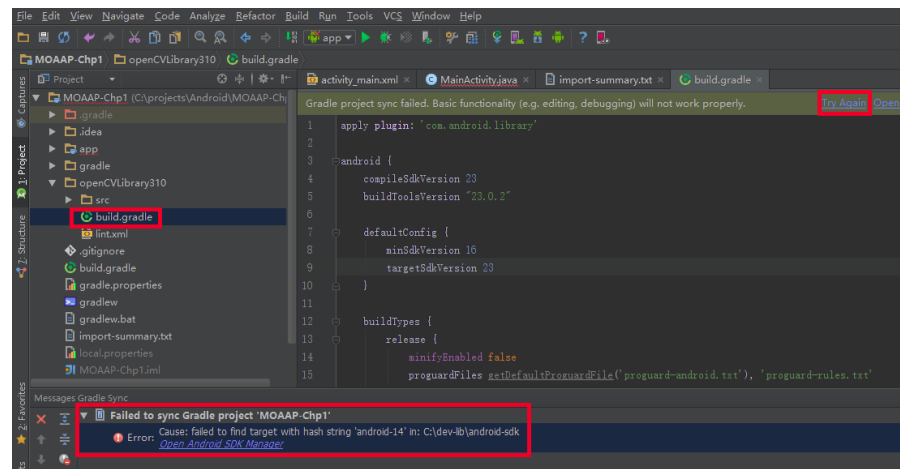 File Edit View Navigate Code Analyze Refactor Build Run Tools VCS Window Help
app
MOAAP-Chp1 openCVLibrary310 build.gradle
Project
activity_main.xml × MainActivity.java × import-summary.txt × build.gradle ×
Captures
1: Project
7: Structure
2: Favorites
MOAAP-Chp1 (C:\projects\Android\MOAAP-Ch
.gradle
.idea
app
gradle
openCVLibrary310
src
build.gradle
lint.xml
.gitignore
build.gradle
gradle.properties
gradlew
gradlew.bat
import-summary.txt
local.properties
MOAAP-Chp1.iml
Gradle project sync failed. Basic functionality (e.g. editing, debugging) will not work properly. Try Again Open
1 apply plugin: 'com.android.library'
2
3 android {
4 compileSdkVersion 23
5 buildToolsVersion "23.0.2"
6
7 defaultConfig {
8 minSdkVersion 16
9 targetSdkVersion 23
10 }
11
12 buildTypes {
13 release {
14 minifyEnabled false
15 proguardFiles getDefaultProguardFile('proguard-android.txt'), 'proguard-rules.txt'
Messages Gradle Sync
Failed to sync Gradle project 'MOAAP-Chp1'
Error: Cause: failed to find target with hash string 'android-14' in: C:\dev-lib\android-sdk
Open Android SDK Manager